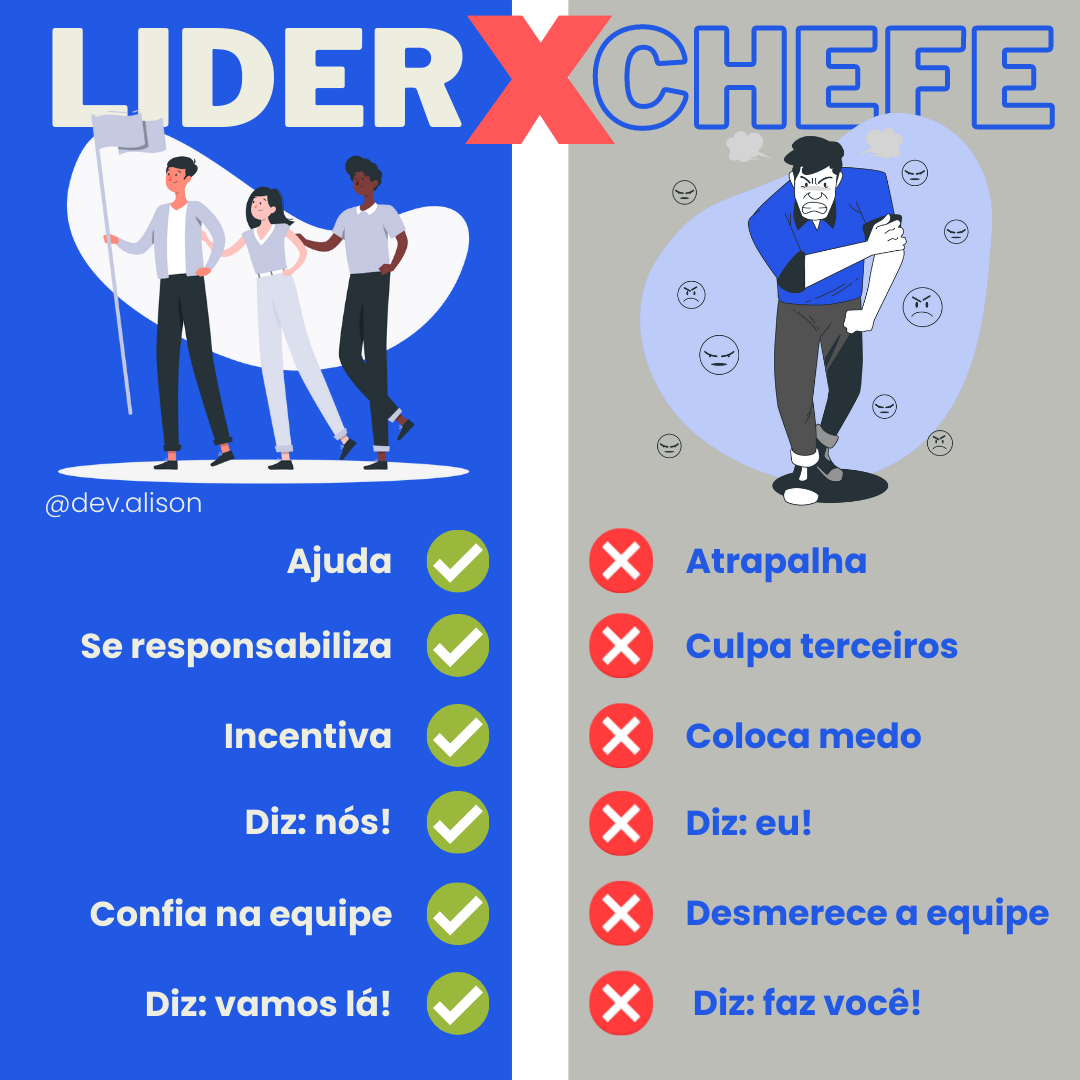 LIDER X CHEFE
@dev.alison
Ajuda
Atrapalha
Se responsabiliza
Culpa terceiros
Incentiva
Coloca medo
Diz: nós!
Diz: eu!
Confia na equipe
Desmerece a equipe
Diz: vamos lá!
Diz: faz você!